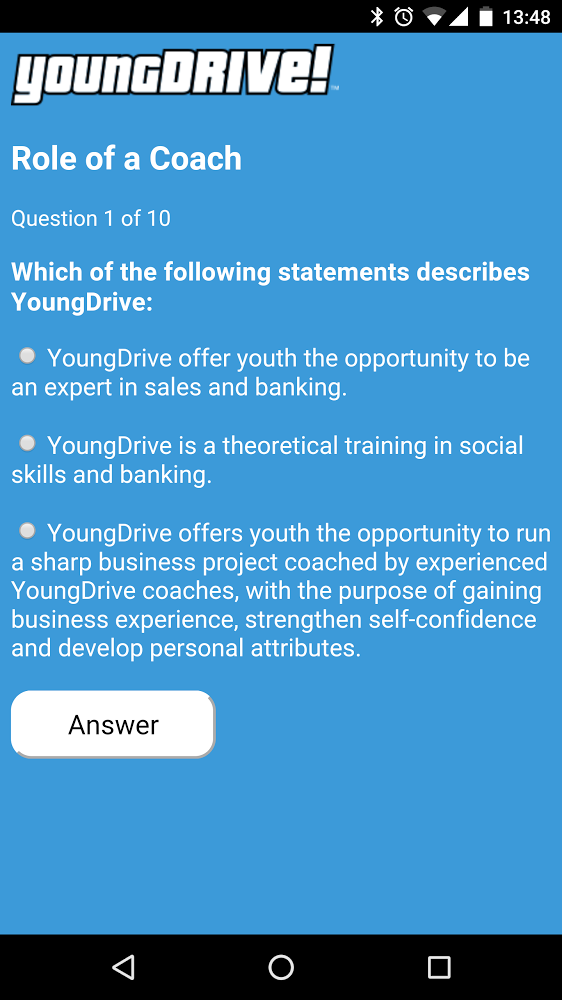 13:48
youngDRIVE!™
Role of a Coach
Question 1 of 10
Which of the following statements describes
YoungDrive:
YoungDrive offer youth the opportunity to be
an expert in sales and banking.
YoungDrive is a theoretical training in social
skills and banking.
YoungDrive offers youth the opportunity to run
a sharp business project coached by experienced
YoungDrive coaches, with the purpose of gaining
business experience, strengthen self-confidence
and develop personal attributes.
Answer